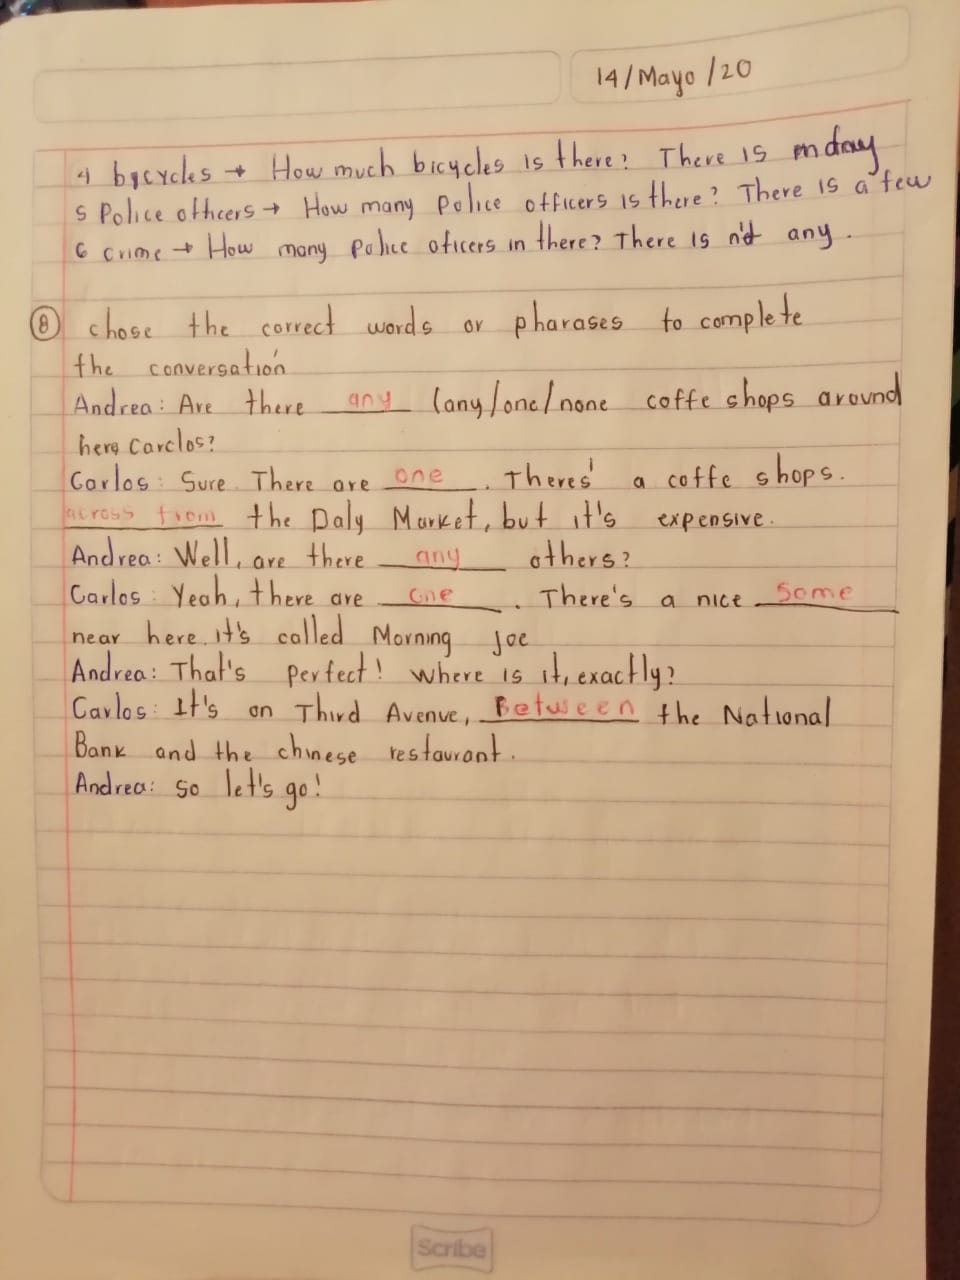 14/Mayo/20
4 bycycles → How much bicycles is there? There is mdray
5 Police officers → How many Police officers is there? There is a few
6 crime → How many police oficers in there? There is n't any.
⑧ chose the correct words or pharases to complete
the conversatión
Andrea: Are there any (any/one/none coffe shops around
here Carclos?
Carlos: Sure. There are one. Theres' a coffe shops.
across from the Daly Market, but it's expensive.
Andrea: Well, are there any others?
Carlos: Yeah, there are one. There's a nice Some
near here. it's called Morning Joe
Andrea: That's perfect! Where is it, exactly?
Carlos: It's on Third Avenue, Between the National
Bank and the chinese restaurant.
Andrea: So let's go!
Scribe